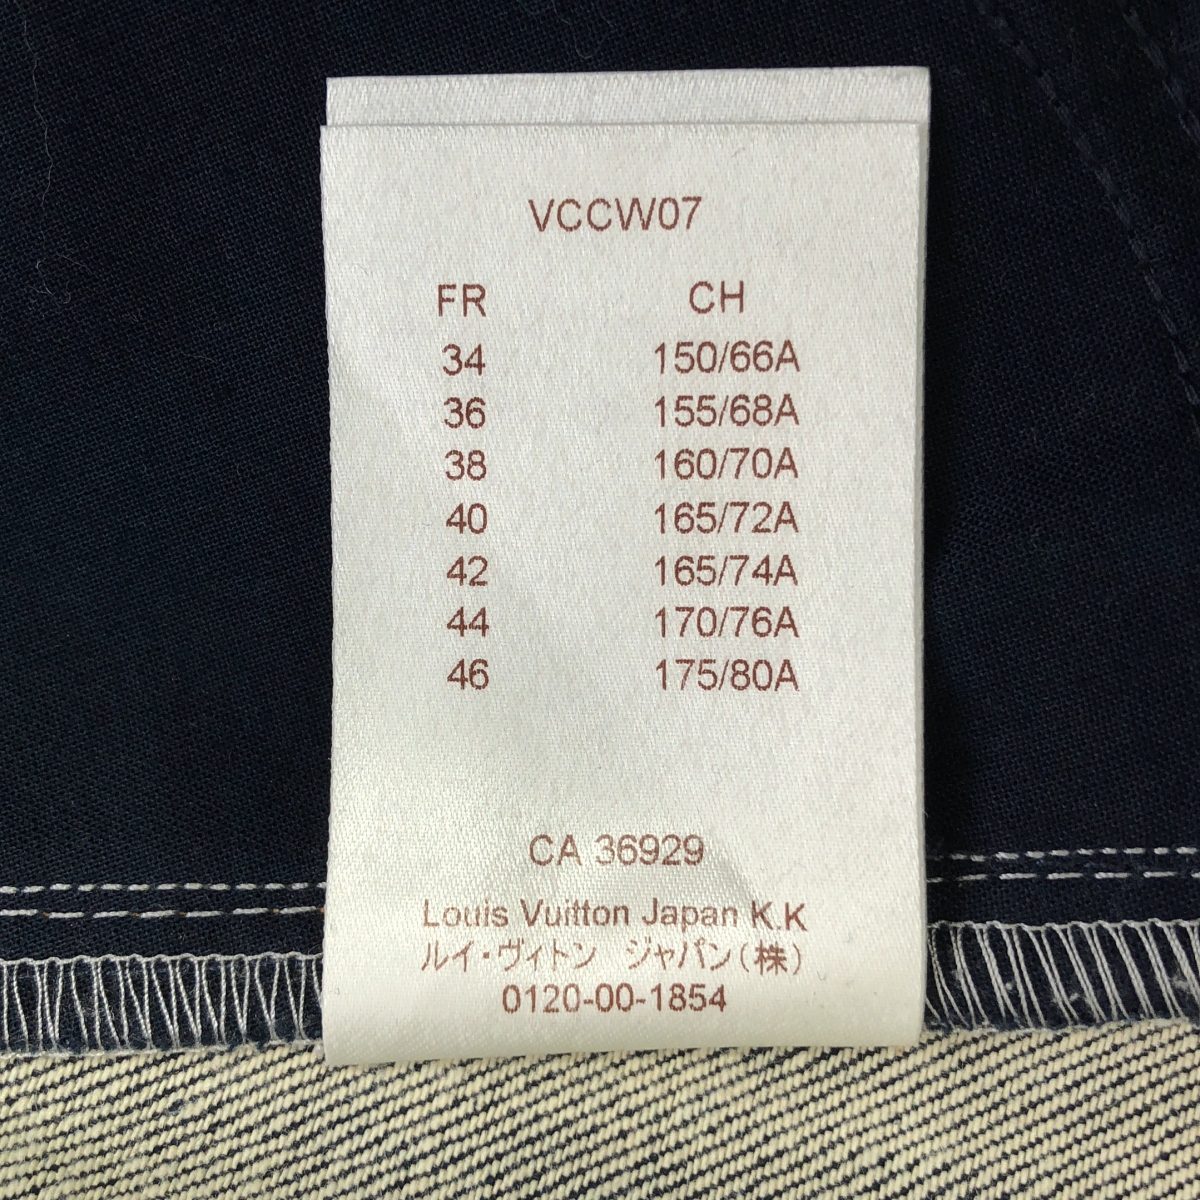 VCCW07
FR CH
34 150/66A
36 155/68A
38 160/70A
40 165/72A
42 165/74A
44 170/76A
46 175/80A
CA 36929
Louis Vuitton Japan K.K
ルイ・ヴィトン ジャパン(株)
0120-00-1854